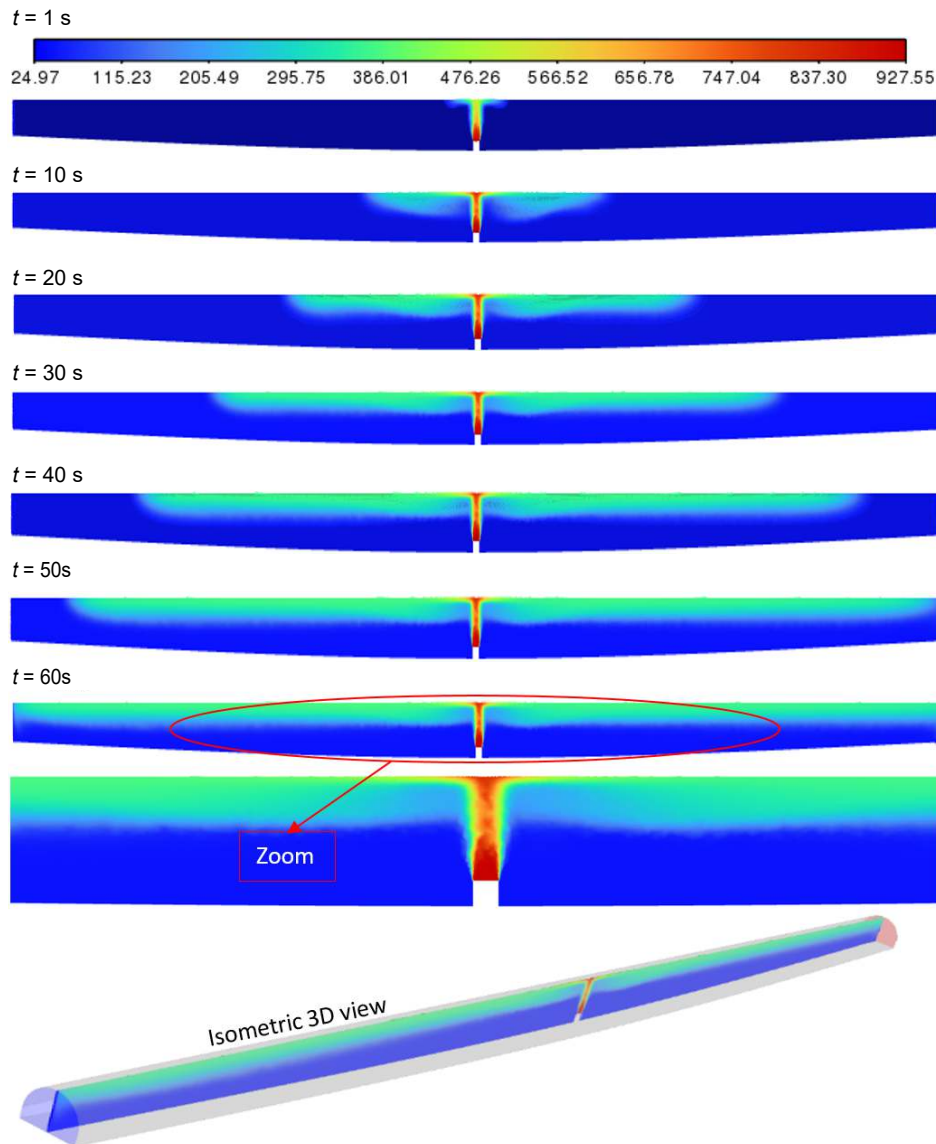 t = 1 s
24.97 115.23 205.49 295.75 386.01 476.26 566.52 656.78 747.04 837.30 927.55
t = 10 s
t = 20 s
t = 30 s
t = 40 s
t = 50s
t = 60s
Zoom
Isometric 3D view